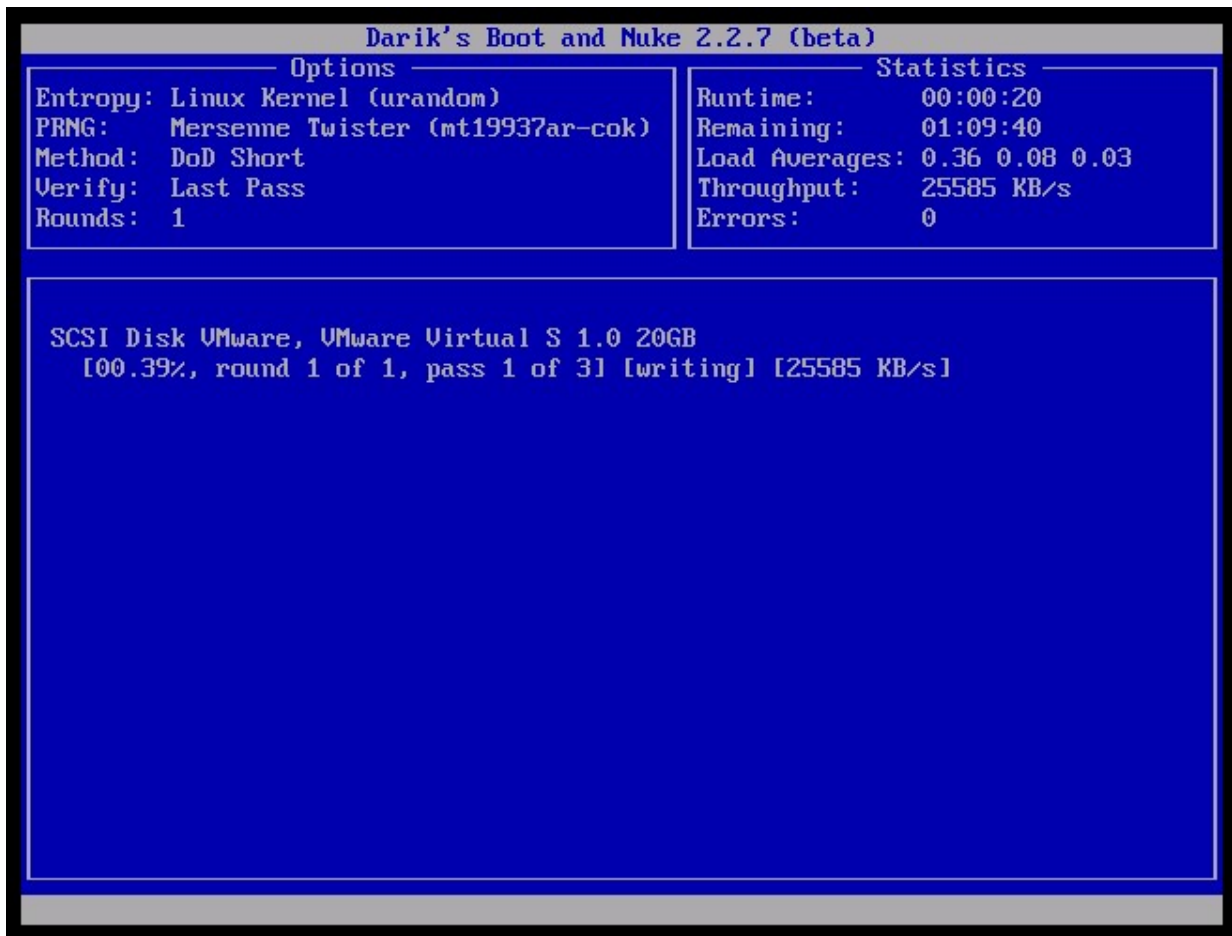 Darik's Boot and Nuke 2.2.7 (beta)
Options
Entropy: Linux Kernel (urandom)
PRNG: Mersenne Twister (mt19937ar-cok)
Method: DoD Short
Verify: Last Pass
Rounds: 1
Statistics
Runtime: 00:00:20
Remaining: 01:09:40
Load Averages: 0.36 0.08 0.03
Throughput: 25585 KB/s
Errors: 0
SCSI Disk VMware, VMware Virtual S 1.0 20GB
[00.39%, round 1 of 1, pass 1 of 3] [writing] [25585 KB/s]